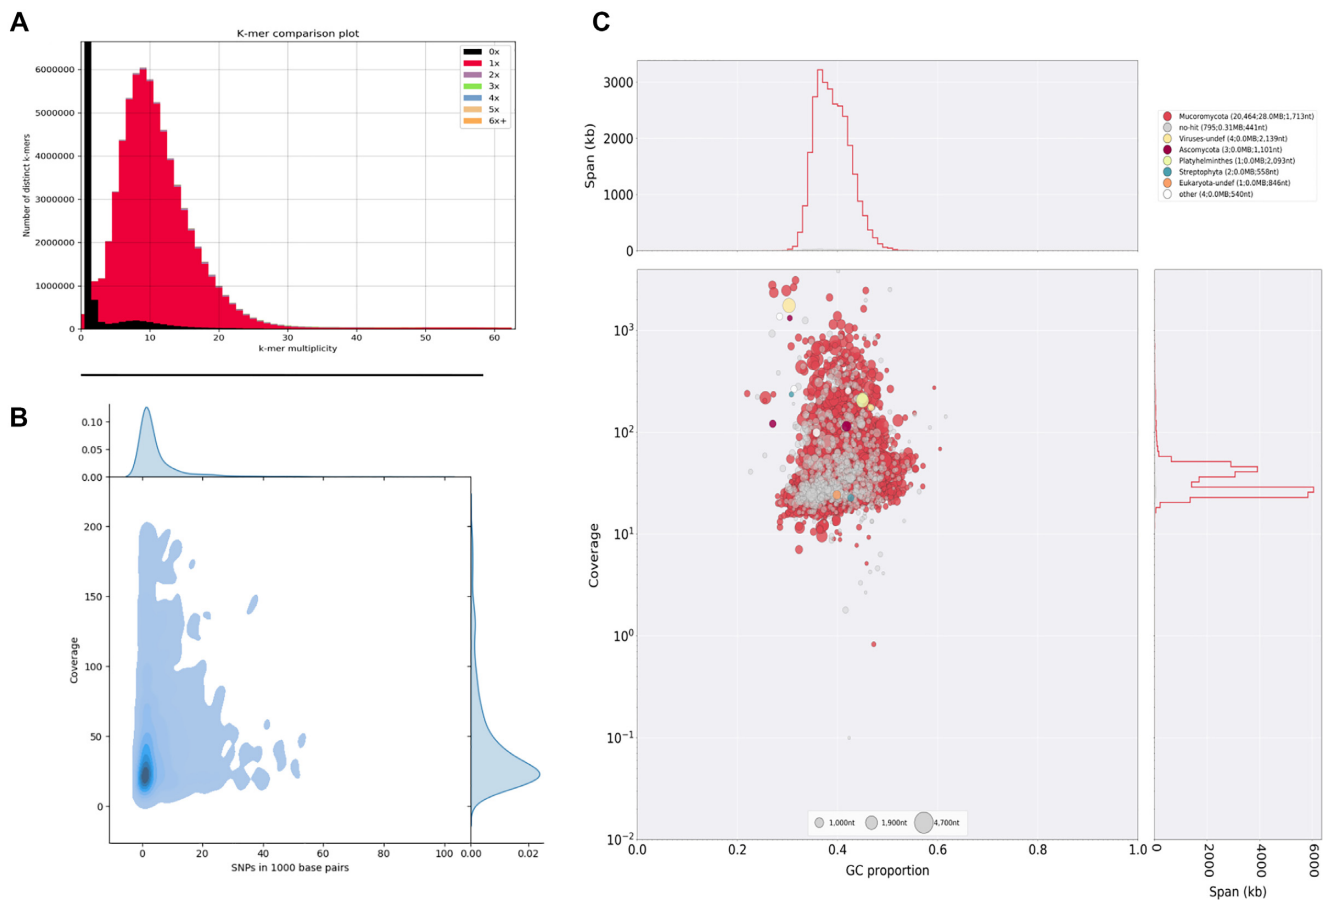 A
K-mer comparison plot
Number of distinct k-mers
6000000
5000000
4000000
3000000
2000000
1000000
0
0 10 20 30 40 50 60
k-mer multiplicity
0x
1x
2x
3x
4x
5x
6x+
B
0.10
0.05
0.00
Coverage
200
150
100
50
0
0 20 40 60 80 100 0.00 0.02
SNPs in 1000 base pairs
C
Span (kb)
3000
2000
1000
0
Mucoromycota (20,464;28.0MB;1,713nt)
no-hit (795;0.31MB;441nt)
Viruses-undef (4;0.0MB;2,139nt)
Ascomycota (3;0.0MB;1,101nt)
Platyhelminthes (1;0.0MB;2,093nt)
Streptophyta (2;0.0MB;558nt)
Eukaryota-undef (1;0.0MB;846nt)
other (4;0.0MB;540nt)
Coverage
10³
10²
10¹
10⁰
10⁻¹
10⁻²
1,000nt 1,900nt 4,700nt
0.0 0.2 0.4 0.6 0.8 1.0
GC proportion
0 2000 4000 6000
Span (kb)